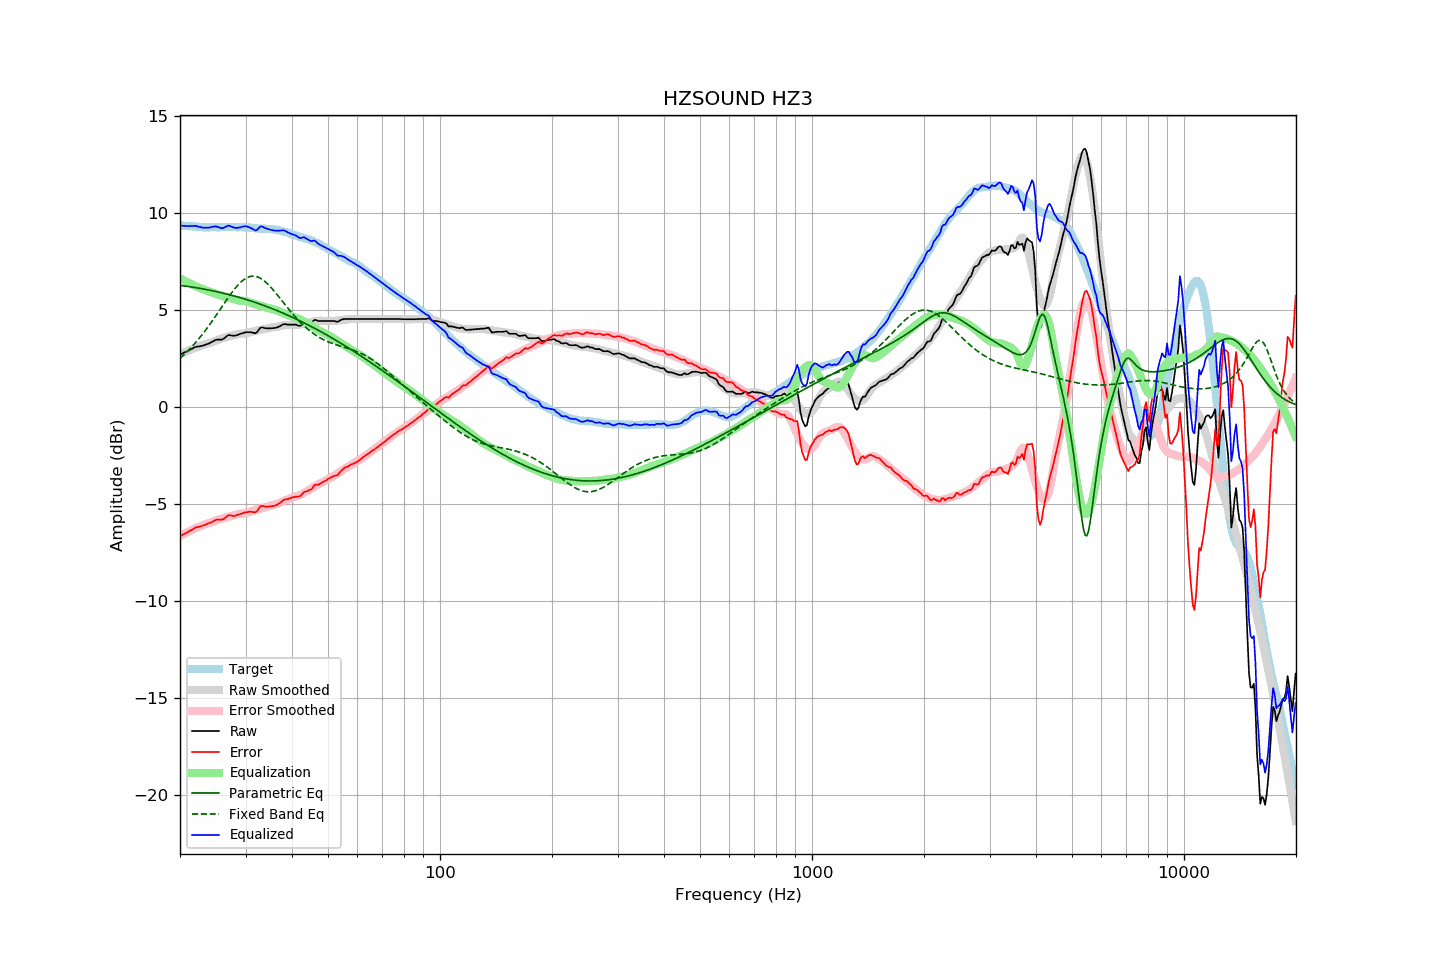 HZSOUND HZ3
15
10
5
0
−5
−10
−15
−20
Amplitude (dBr)
Target
Raw Smoothed
Error Smoothed
Raw
Error
Equalization
Parametric Eq
Fixed Band Eq
Equalized
100
1000
10000
Frequency (Hz)